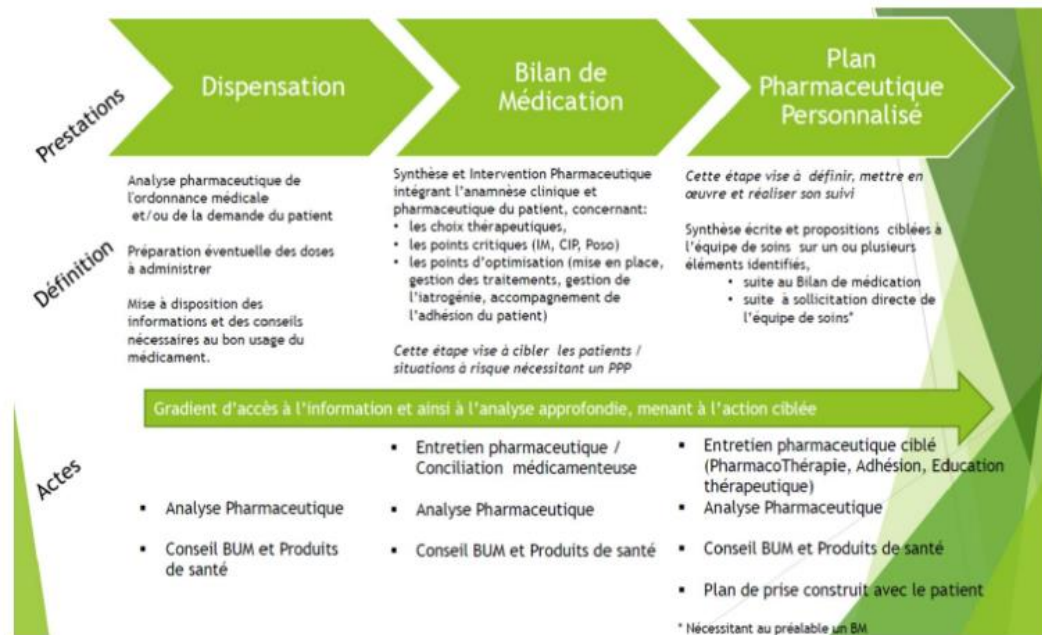 Prestations
Dispensation
Bilan de
Médication
Plan
Pharmaceutique
Personnalisé
Définition
Analyse pharmaceutique de
l'ordonnance médicale
et/ou de la demande du patient
Préparation éventuelle des doses
à administrer
Mise à disposition des
informations et des conseils
nécessaires au bon usage du
médicament.
Synthèse et Intervention Pharmaceutique
intégrant l'anamnèse clinique et
pharmaceutique du patient, concernant:
• les choix thérapeutiques,
• les points critiques (IM, CIP, Poso)
• les points d'optimisation (mise en place,
gestion des traitements, gestion de
l'iatrogénie, accompagnement de
l'adhésion du patient)
Cette étape vise à cibler les patients /
situations à risque nécessitant un PPP
Cette étape vise à définir, mettre en
œuvre et réaliser son suivi
Synthèse écrite et propositions ciblées à
l'équipe de soins sur un ou plusieurs
éléments identifiés,
• suite au Bilan de médication
• suite à sollicitation directe de
l'équipe de soins*
Gradient d'accès à l'information et ainsi à l'analyse approfondie, menant à l'action ciblée
Actes
▪ Analyse Pharmaceutique
▪ Conseil BUM et Produits
de santé
▪ Entretien pharmaceutique /
Conciliation médicamenteuse
▪ Analyse Pharmaceutique
▪ Conseil BUM et Produits de santé
▪ Entretien pharmaceutique ciblé
(PharmacoThérapie, Adhésion, Education
thérapeutique)
▪ Analyse Pharmaceutique
▪ Conseil BUM et Produits de santé
▪ Plan de prise construit avec le patient
* Nécessitant au préalable un BM